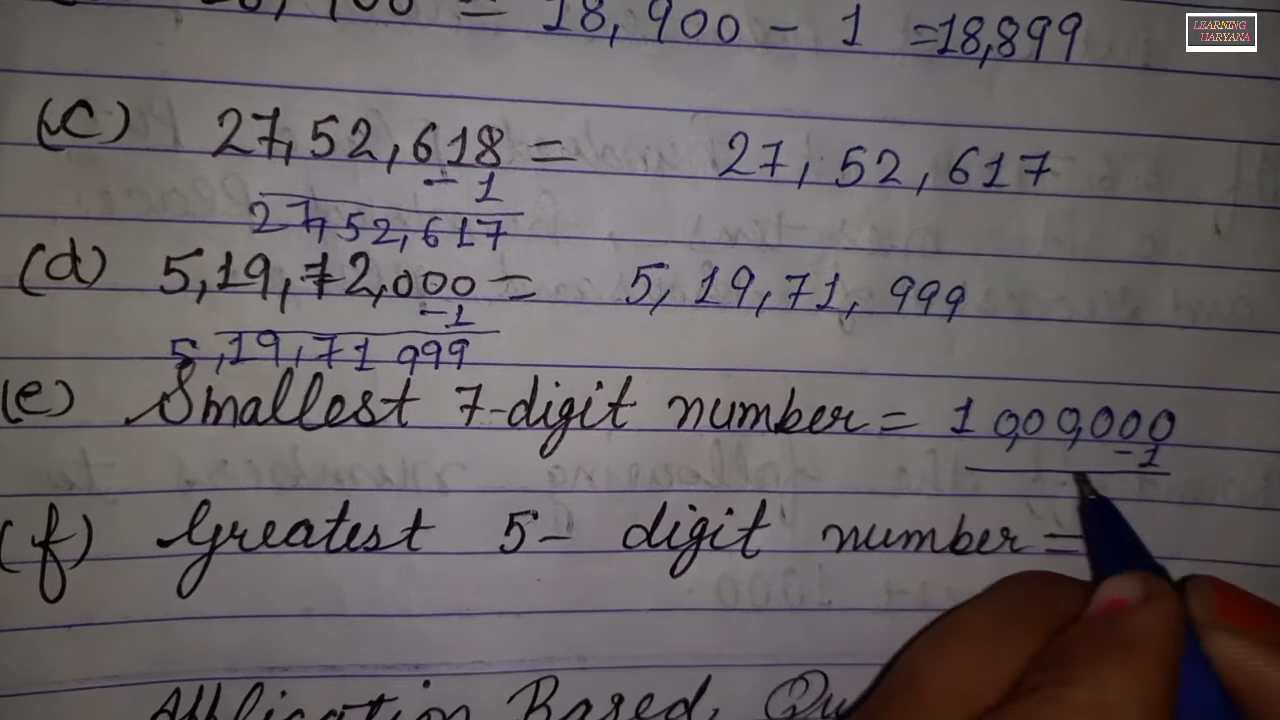 = 18,900 - 1 =18,899
LEARNING
HARYANA
(C) 27,52,618 = 27,52,617
- 1
27,52,617
(d) 5,19,72,000 = 5,19,71,999
-1
5,19,71 999
(e) Smallest 7-digit number = 10,00,000
-1
(f) Greatest 5- digit number =
Application Based